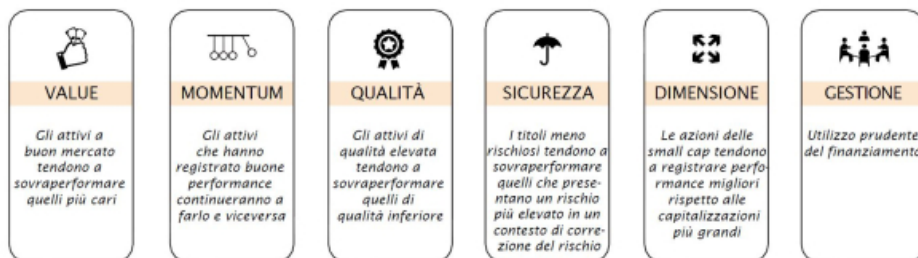 VALUE
Gli attivi a
buon mercato
tendono a
sovraperformare
quelli più cari
MOMENTUM
Gli attivi
che hanno
registrato buone
performance
continueranno a
farlo e viceversa
QUALITÀ
Gli attivi di
qualità elevata
tendono a
sovraperformare
quelli di
qualità inferiore
SICUREZZA
I titoli meno
rischiosi tendono a
sovraperformare
quelli che prese-
ntano un rischio
più elevato in un
contesto di corre-
zione del rischio
DIMENSIONE
Le azioni delle
small cap tendono
a registrare perfo-
rmance migliori
rispetto alle
capitalizzazioni
più grandi
GESTIONE
Utilizzo prudente
del finanziamento